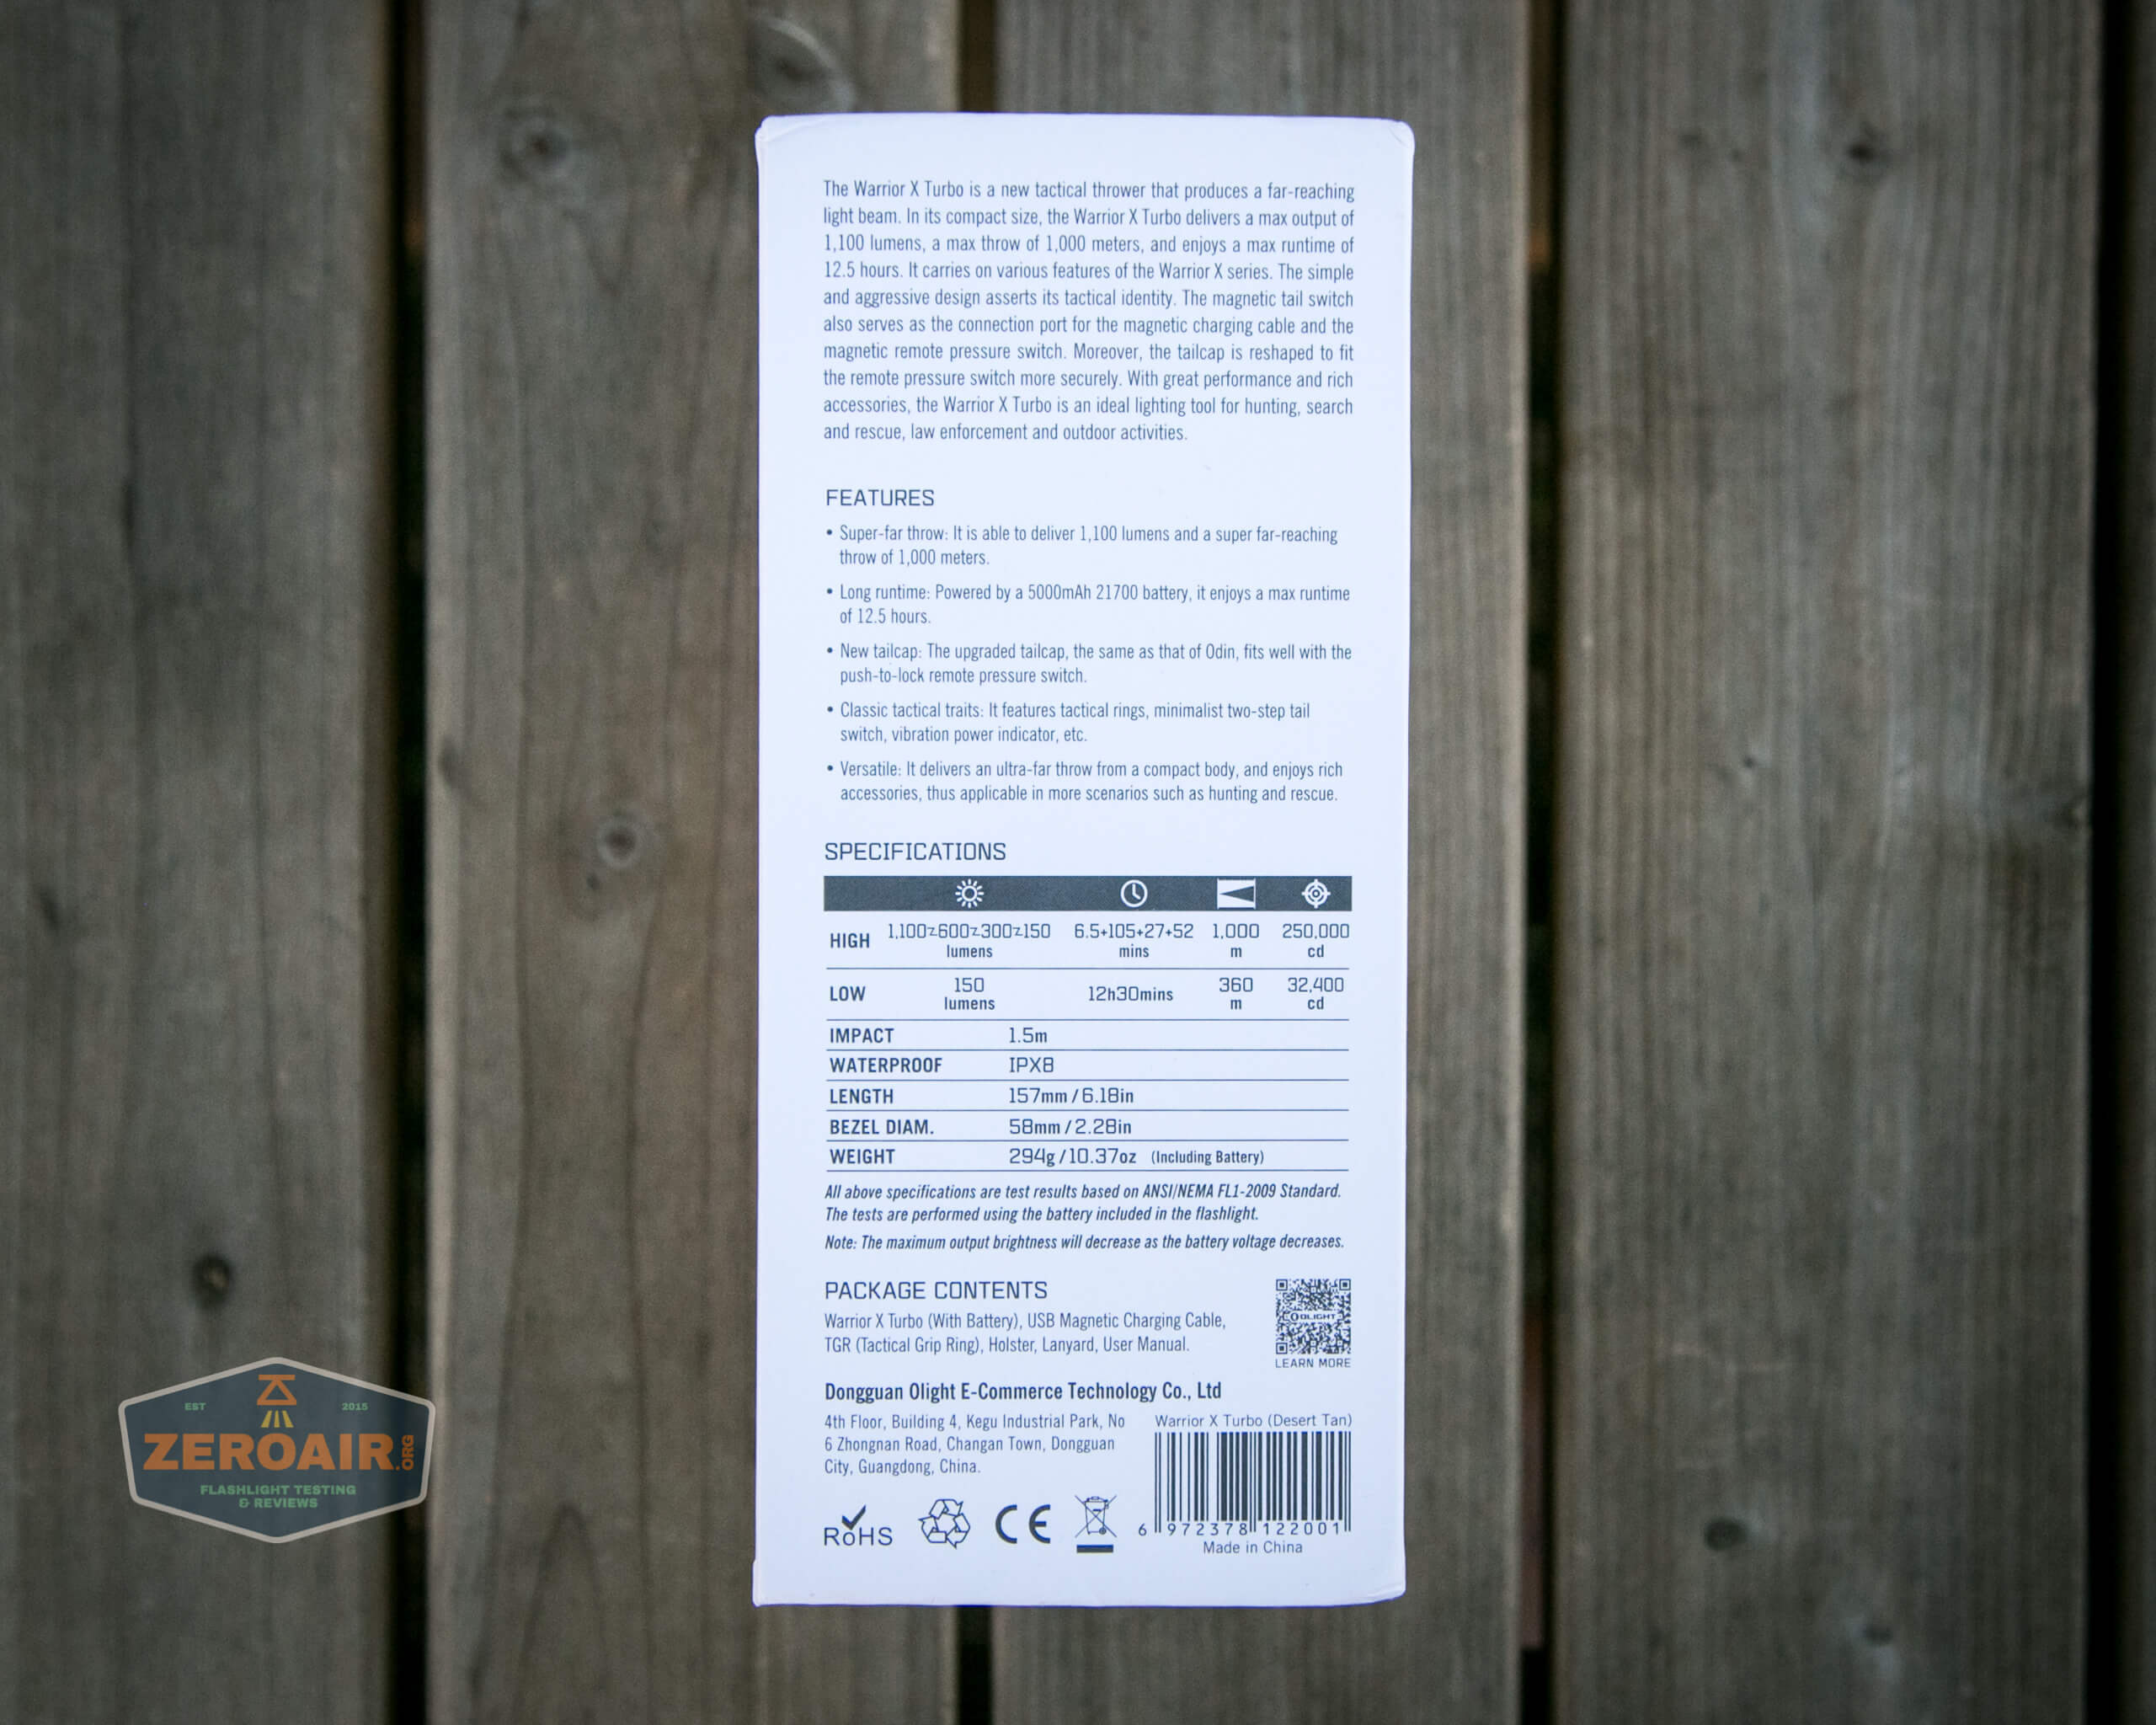 The Warrior X Turbo is a new tactical thrower that produces a far-reaching
light beam. In its compact size, the Warrior X Turbo delivers a max output of
1,100 lumens, a max throw of 1,000 meters, and enjoys a max runtime of
12.5 hours. It carries on various features of the Warrior X series. The simple
and aggressive design asserts its tactical identity. The magnetic tail switch
also serves as the connection port for the magnetic charging cable and the
magnetic remote pressure switch. Moreover, the tailcap is reshaped to fit
the remote pressure switch more securely. With great performance and rich
accessories, the Warrior X Turbo is an ideal lighting tool for hunting, search
and rescue, law enforcement and outdoor activities.
FEATURES
• Super-far throw: It is able to deliver 1,100 lumens and a super far-reaching
throw of 1,000 meters.
• Long runtime: Powered by a 5000mAh 21700 battery, it enjoys a max runtime
of 12.5 hours.
• New tailcap: The upgraded tailcap, the same as that of Odin, fits well with the
push-to-lock remote pressure switch.
• Classic tactical traits: It features tactical rings, minimalist two-step tail
switch, vibration power indicator, etc.
• Versatile: It delivers an ultra-far throw from a compact body, and enjoys rich
accessories, thus applicable in more scenarios such as hunting and rescue.
SPECIFICATIONS
HIGH 1,100~600~300~150 lumens 6.5+105+27+52 mins 1,000 m 250,000 cd
LOW 150 lumens 12h30mins 360 m 32,400 cd
IMPACT 1.5m
WATERPROOF IPX8
LENGTH 157mm / 6.18in
BEZEL DIAM. 58mm / 2.28in
WEIGHT 294g / 10.37oz (Including Battery)
All above specifications are test results based on ANSI/NEMA FL1-2009 Standard.
The tests are performed using the battery included in the flashlight.
Note: The maximum output brightness will decrease as the battery voltage decreases.
PACKAGE CONTENTS
Warrior X Turbo (With Battery), USB Magnetic Charging Cable,
TGR (Tactical Grip Ring), Holster, Lanyard, User Manual.
OLIGHT
LEARN MORE
Dongguan Olight E-Commerce Technology Co., Ltd
4th Floor, Building 4, Kegu Industrial Park, No
6 Zhongnan Road, Changan Town, Dongguan
City, Guangdong, China.
Warrior X Turbo (Desert Tan)
6 972378 122001
Made in China
RoHS
CE
EST 2015
ZEROAIR.ORG
FLASHLIGHT TESTING
& REVIEWS